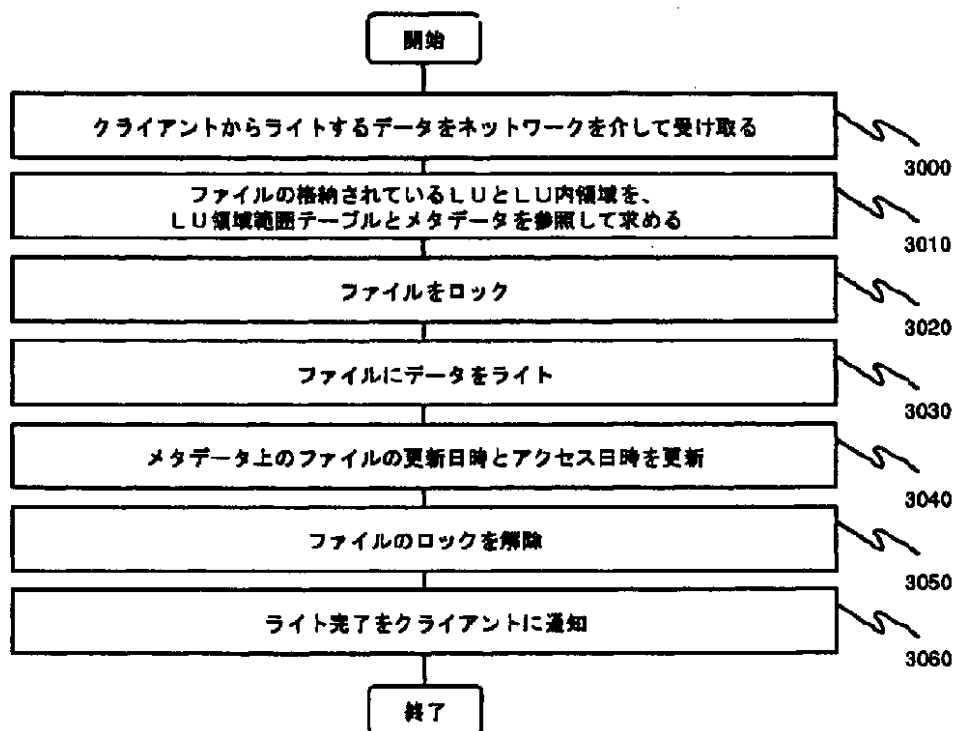 開始
クライアントからライトするデータをネットワークを介して受け取る
3000
ファイルの格納されているLUとLU内領域を、
LU領域範囲テーブルとメタデータを参照して求める
3010
ファイルをロック
3020
ファイルにデータをライト
3030
メタデータ上のファイルの更新日時とアクセス日時を更新
3040
ファイルのロックを解除
3050
ライト完了をクライアントに通知
3060
終了